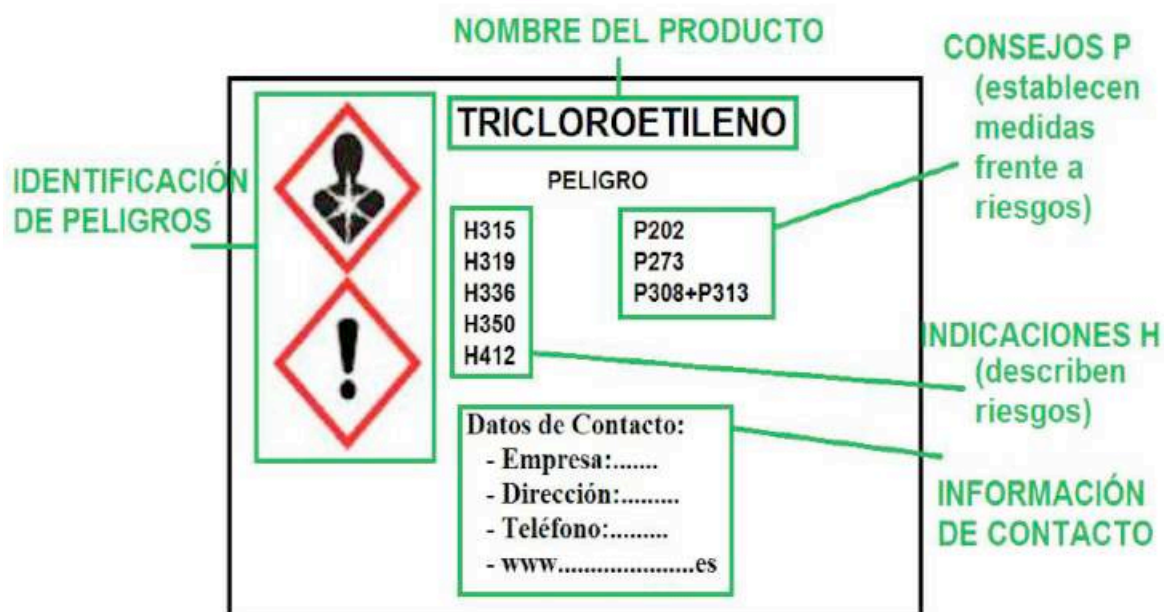 NOMBRE DEL PRODUCTO
CONSEJOS P
(establecen
medidas
frente a
riesgos)
IDENTIFICACIÓN
DE PELIGROS
TRICLOROETILENO
PELIGRO
H315
H319
H336
H350
H412
P202
P273
P308+P313
INDICACIONES H
(describen
riesgos)
Datos de Contacto:
- Empresa:.......
- Dirección:.........
- Teléfono:.........
- www.....................es
INFORMACIÓN
DE CONTACTO